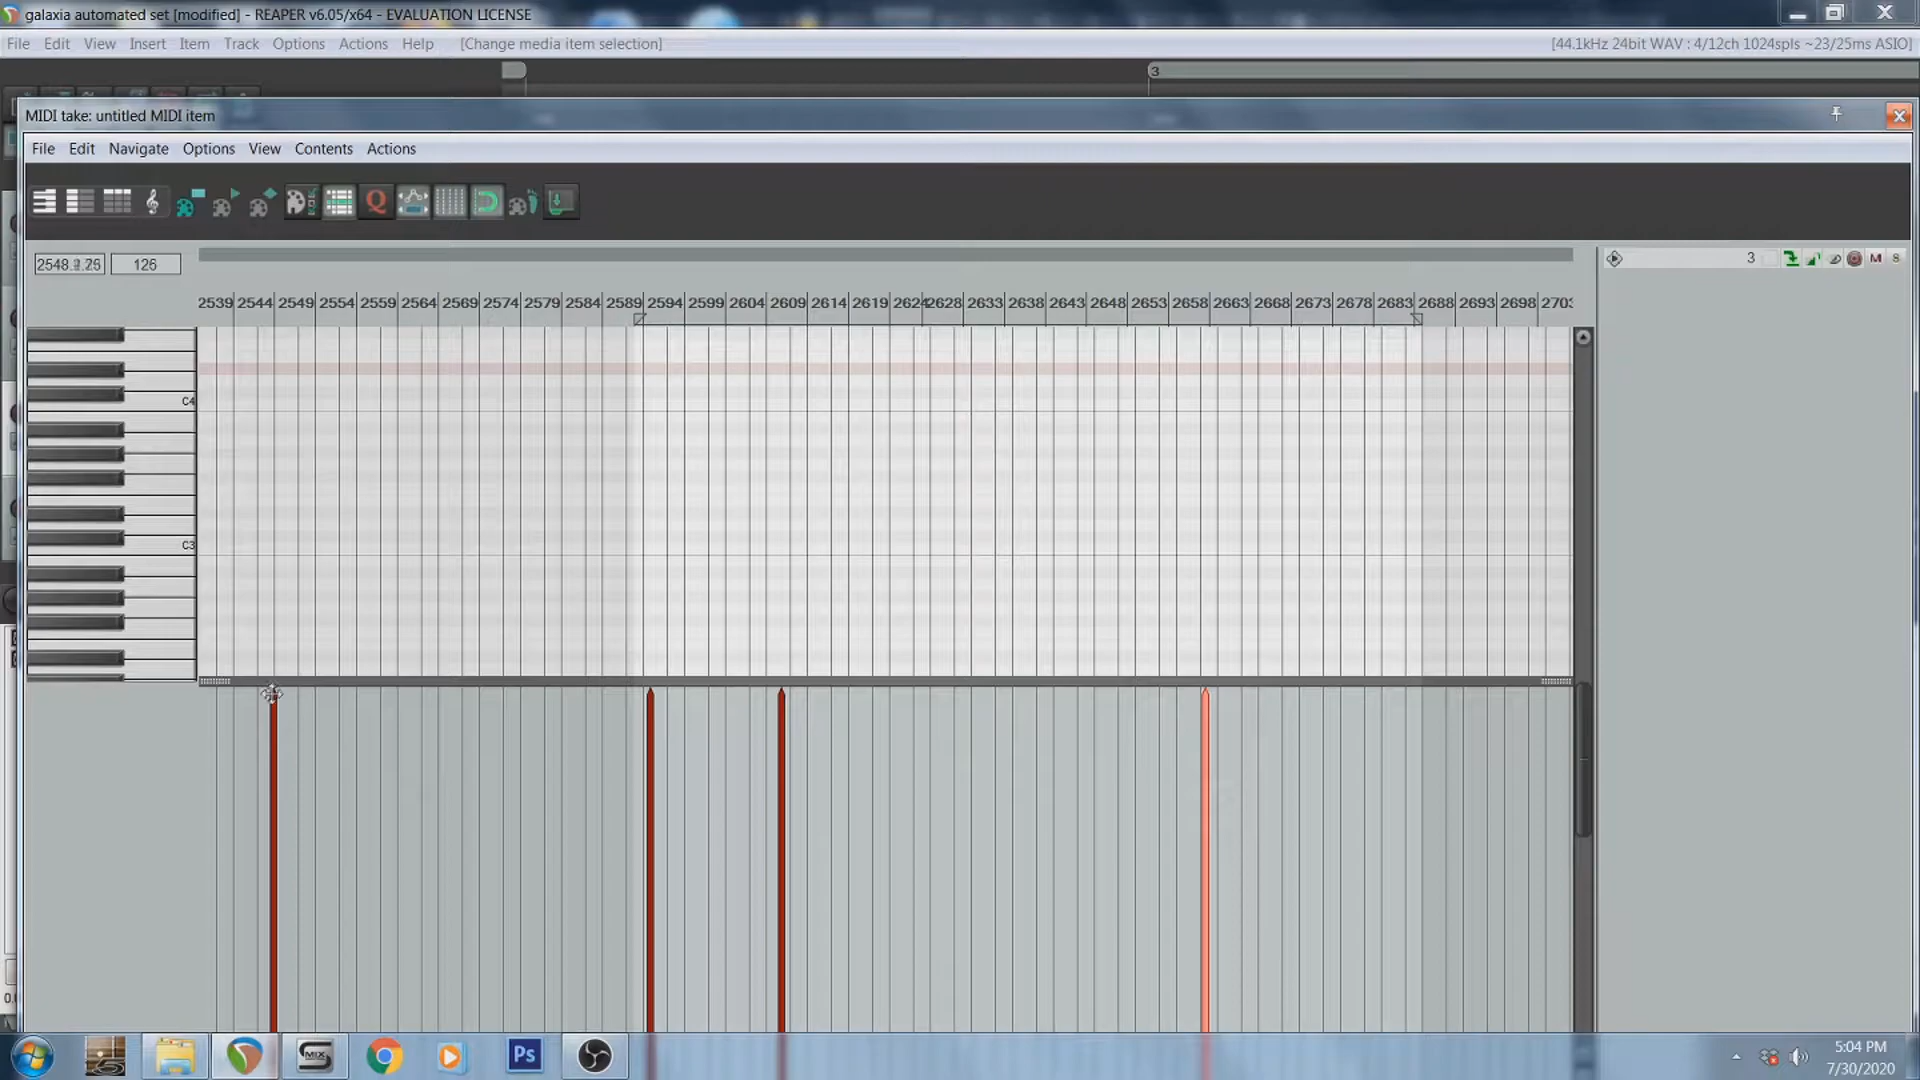 galaxia automated set [modified] - REAPER v6.05/x64 - EVALUATION LICENSE
File Edit View Insert Item Track Options Actions Help [Change media item selection] [44.1kHz 24bit WAV : 4/12ch 1024spls ~23/25ms ASIO]
3
MIDI take: untitled MIDI item
File Edit Navigate Options View Contents Actions
Q
126
3 M S
2539 2544 2549 2554 2559 2564 2569 2574 2579 2584 2589 2594 2599 2604 2609 2614 2619 2624 2628 2633 2638 2643 2648 2653 2658 2663 2668 2673 2678 2683 2688 2693 2698 2703
C4
C3
MIX
Ps
5:04 PM
7/30/2020